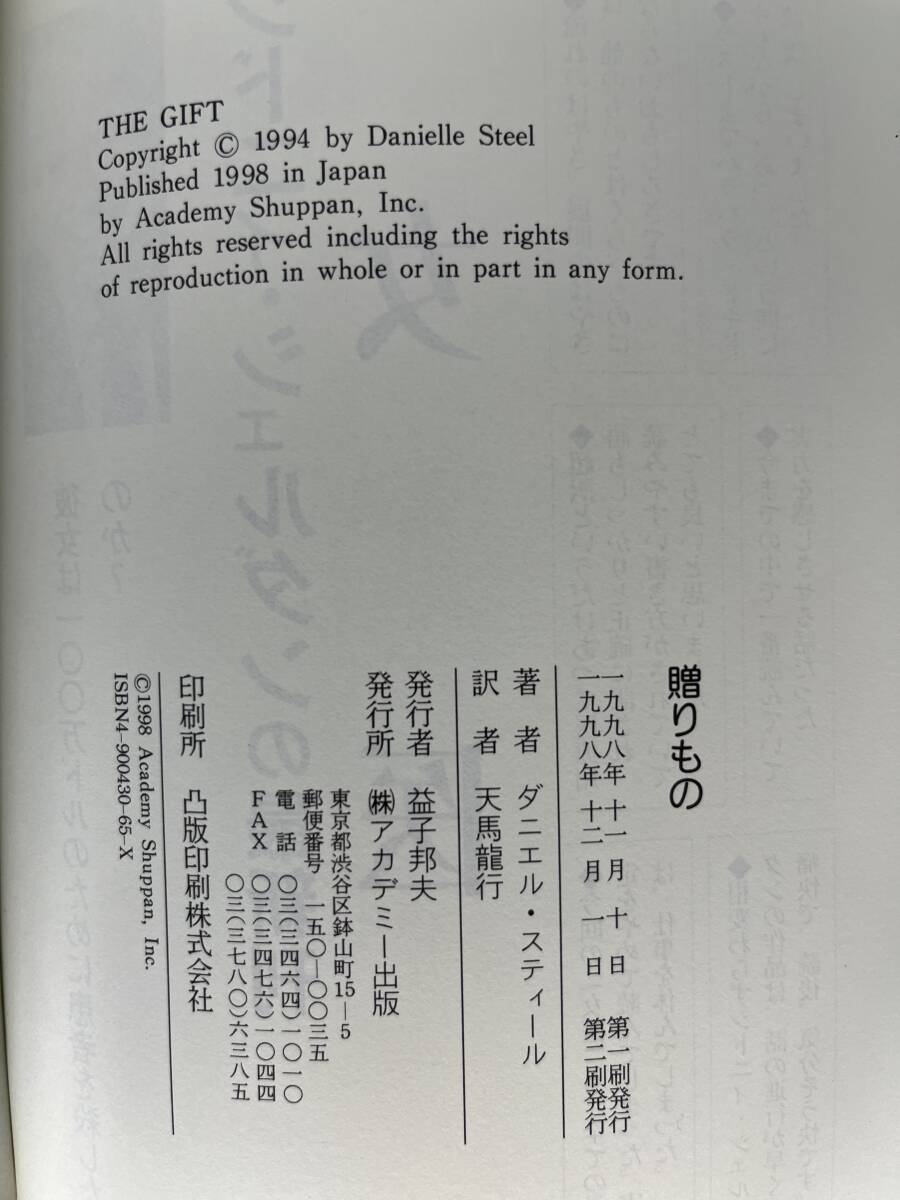 THE GIFT
Copyright © 1994 by Danielle Steel
Published 1998 in Japan
by Academy Shuppan, Inc.
All rights reserved including the rights
of reproduction in whole or in part in any form.
贈りもの
一九九八年 十一月 十日 第一刷発行
一九九八年 十二月 一日 第二刷発行
著 者 ダニエル・スティール
訳 者 天馬龍行
発行者 益子邦夫
発行所 ㈱アカデミー出版
東京都渋谷区鉢山町15―5
郵便番号 一五〇―〇〇三五
電 話 〇三(三四六四)一〇一〇
FAX 〇三(三四七六)一〇四四
〇三(三七八〇)六三八五
印刷所 凸版印刷株式会社
©1998 Academy Shuppan, Inc.
ISBN4-900430-65-X